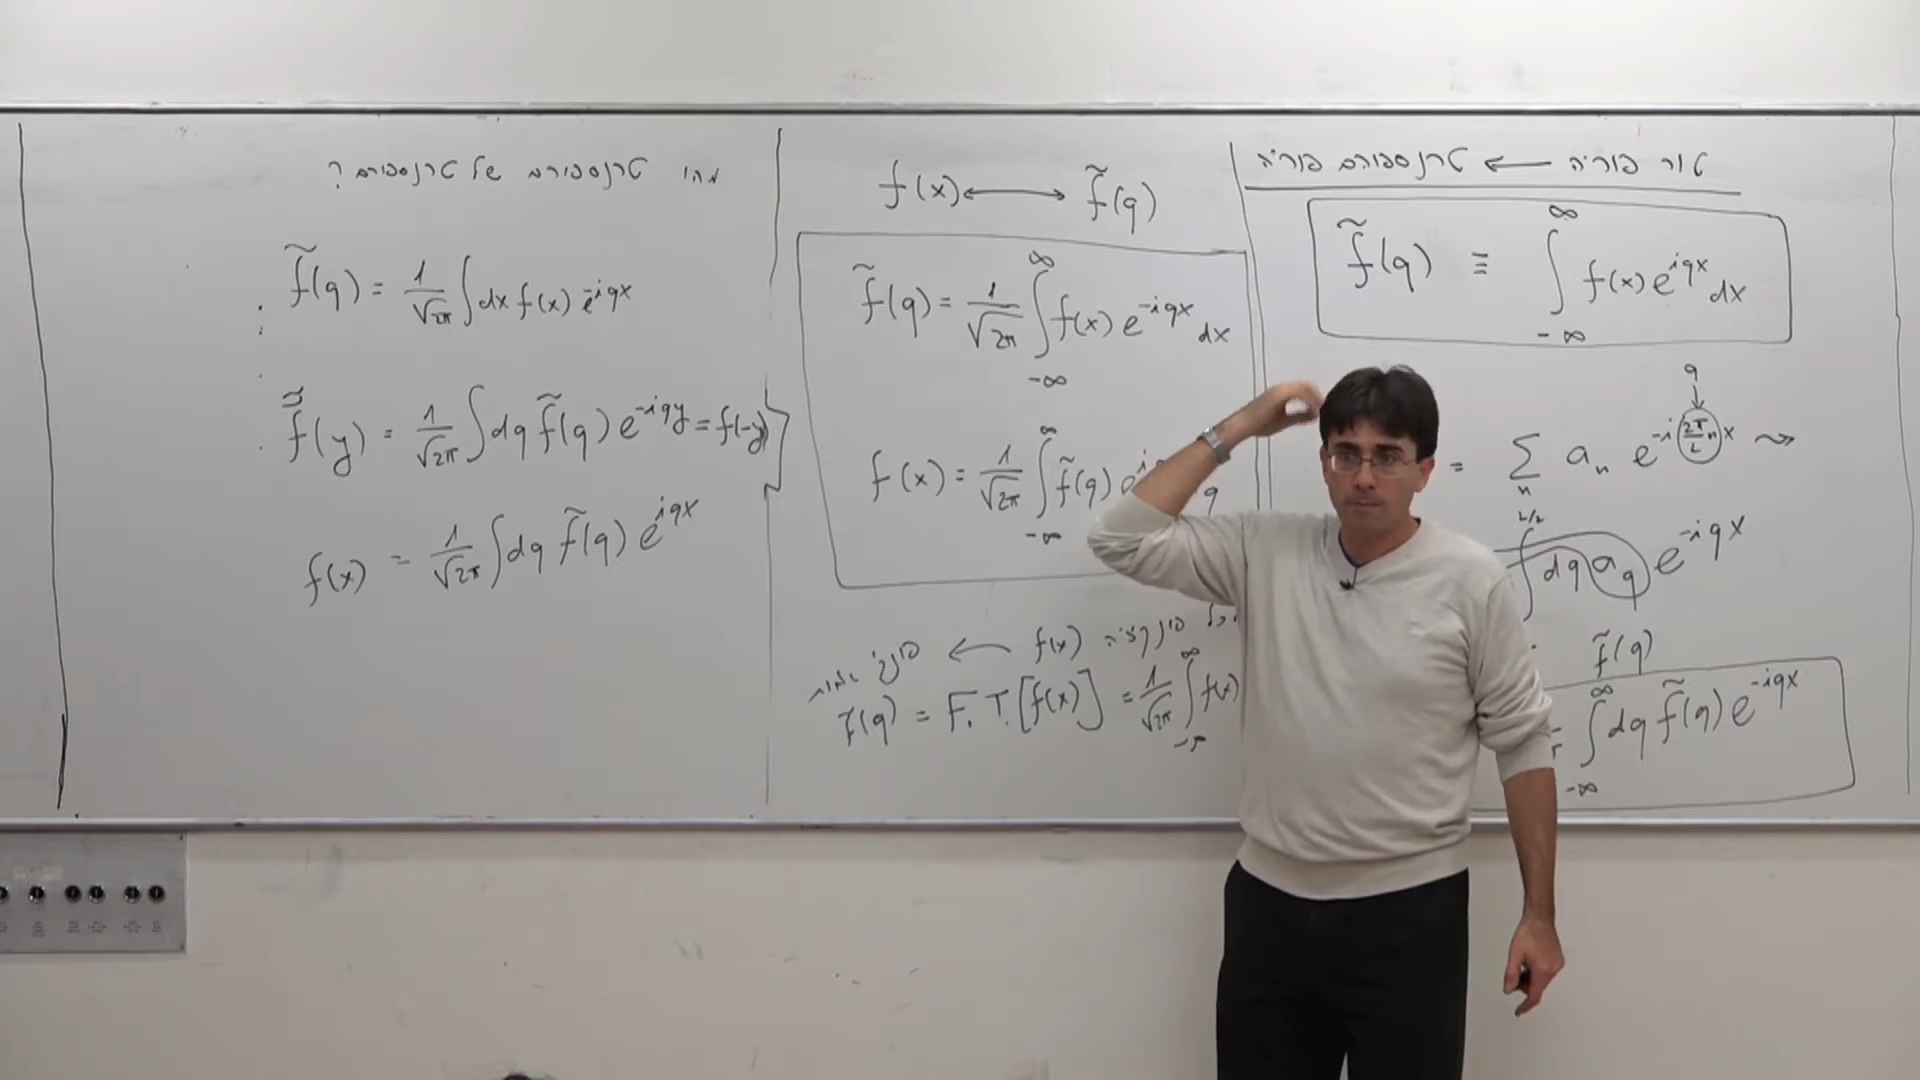 טור פוריה ⟶ טרנספורם פוריה
f̃(q) ≡ ∫_{-∞}^{∞} f(x) e^{iqx} dx
q
= Σ_n a_n e^{-i(2π/L n)x} ⇝
∫ dq a_q e^{-iqx}
L/2
f̃(q)
∫_{-∞}^{∞} dq f̃(q) e^{-iqx}
f(x) ⟷ f̃(q)
f̃(q) = 1/√2π ∫_{-∞}^{∞} f(x) e^{-iqx} dx
f(x) = 1/√2π ∫_{-∞}^{∞} f̃(q) q
פונקציה f(x) ⟵
f̃(q) = F.T.[f(x)] = 1/√2π ∫_{-∞}^{∞} f(x)
מהו טרנספורם של טרנספורם ?
f̃(q) = 1/√2π ∫ dx f(x) e^{-iqx}
f̃̃(y) = 1/√2π ∫ dq f̃(q) e^{-iqy} = f(-y)
f(x) = 1/√2π ∫ dq f̃(q) e^{iqx}